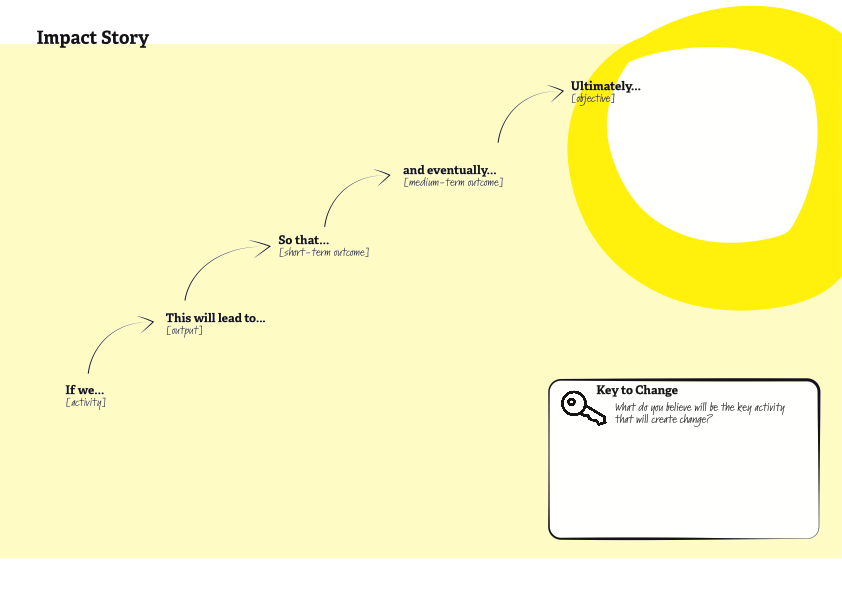 Impact Story
Ultimately...
[objective]
and eventually...
[medium-term outcome]
So that...
[short-term outcome]
This will lead to...
[output]
If we...
[activity]
Key to Change
What do you believe will be the key activity
that will create change?